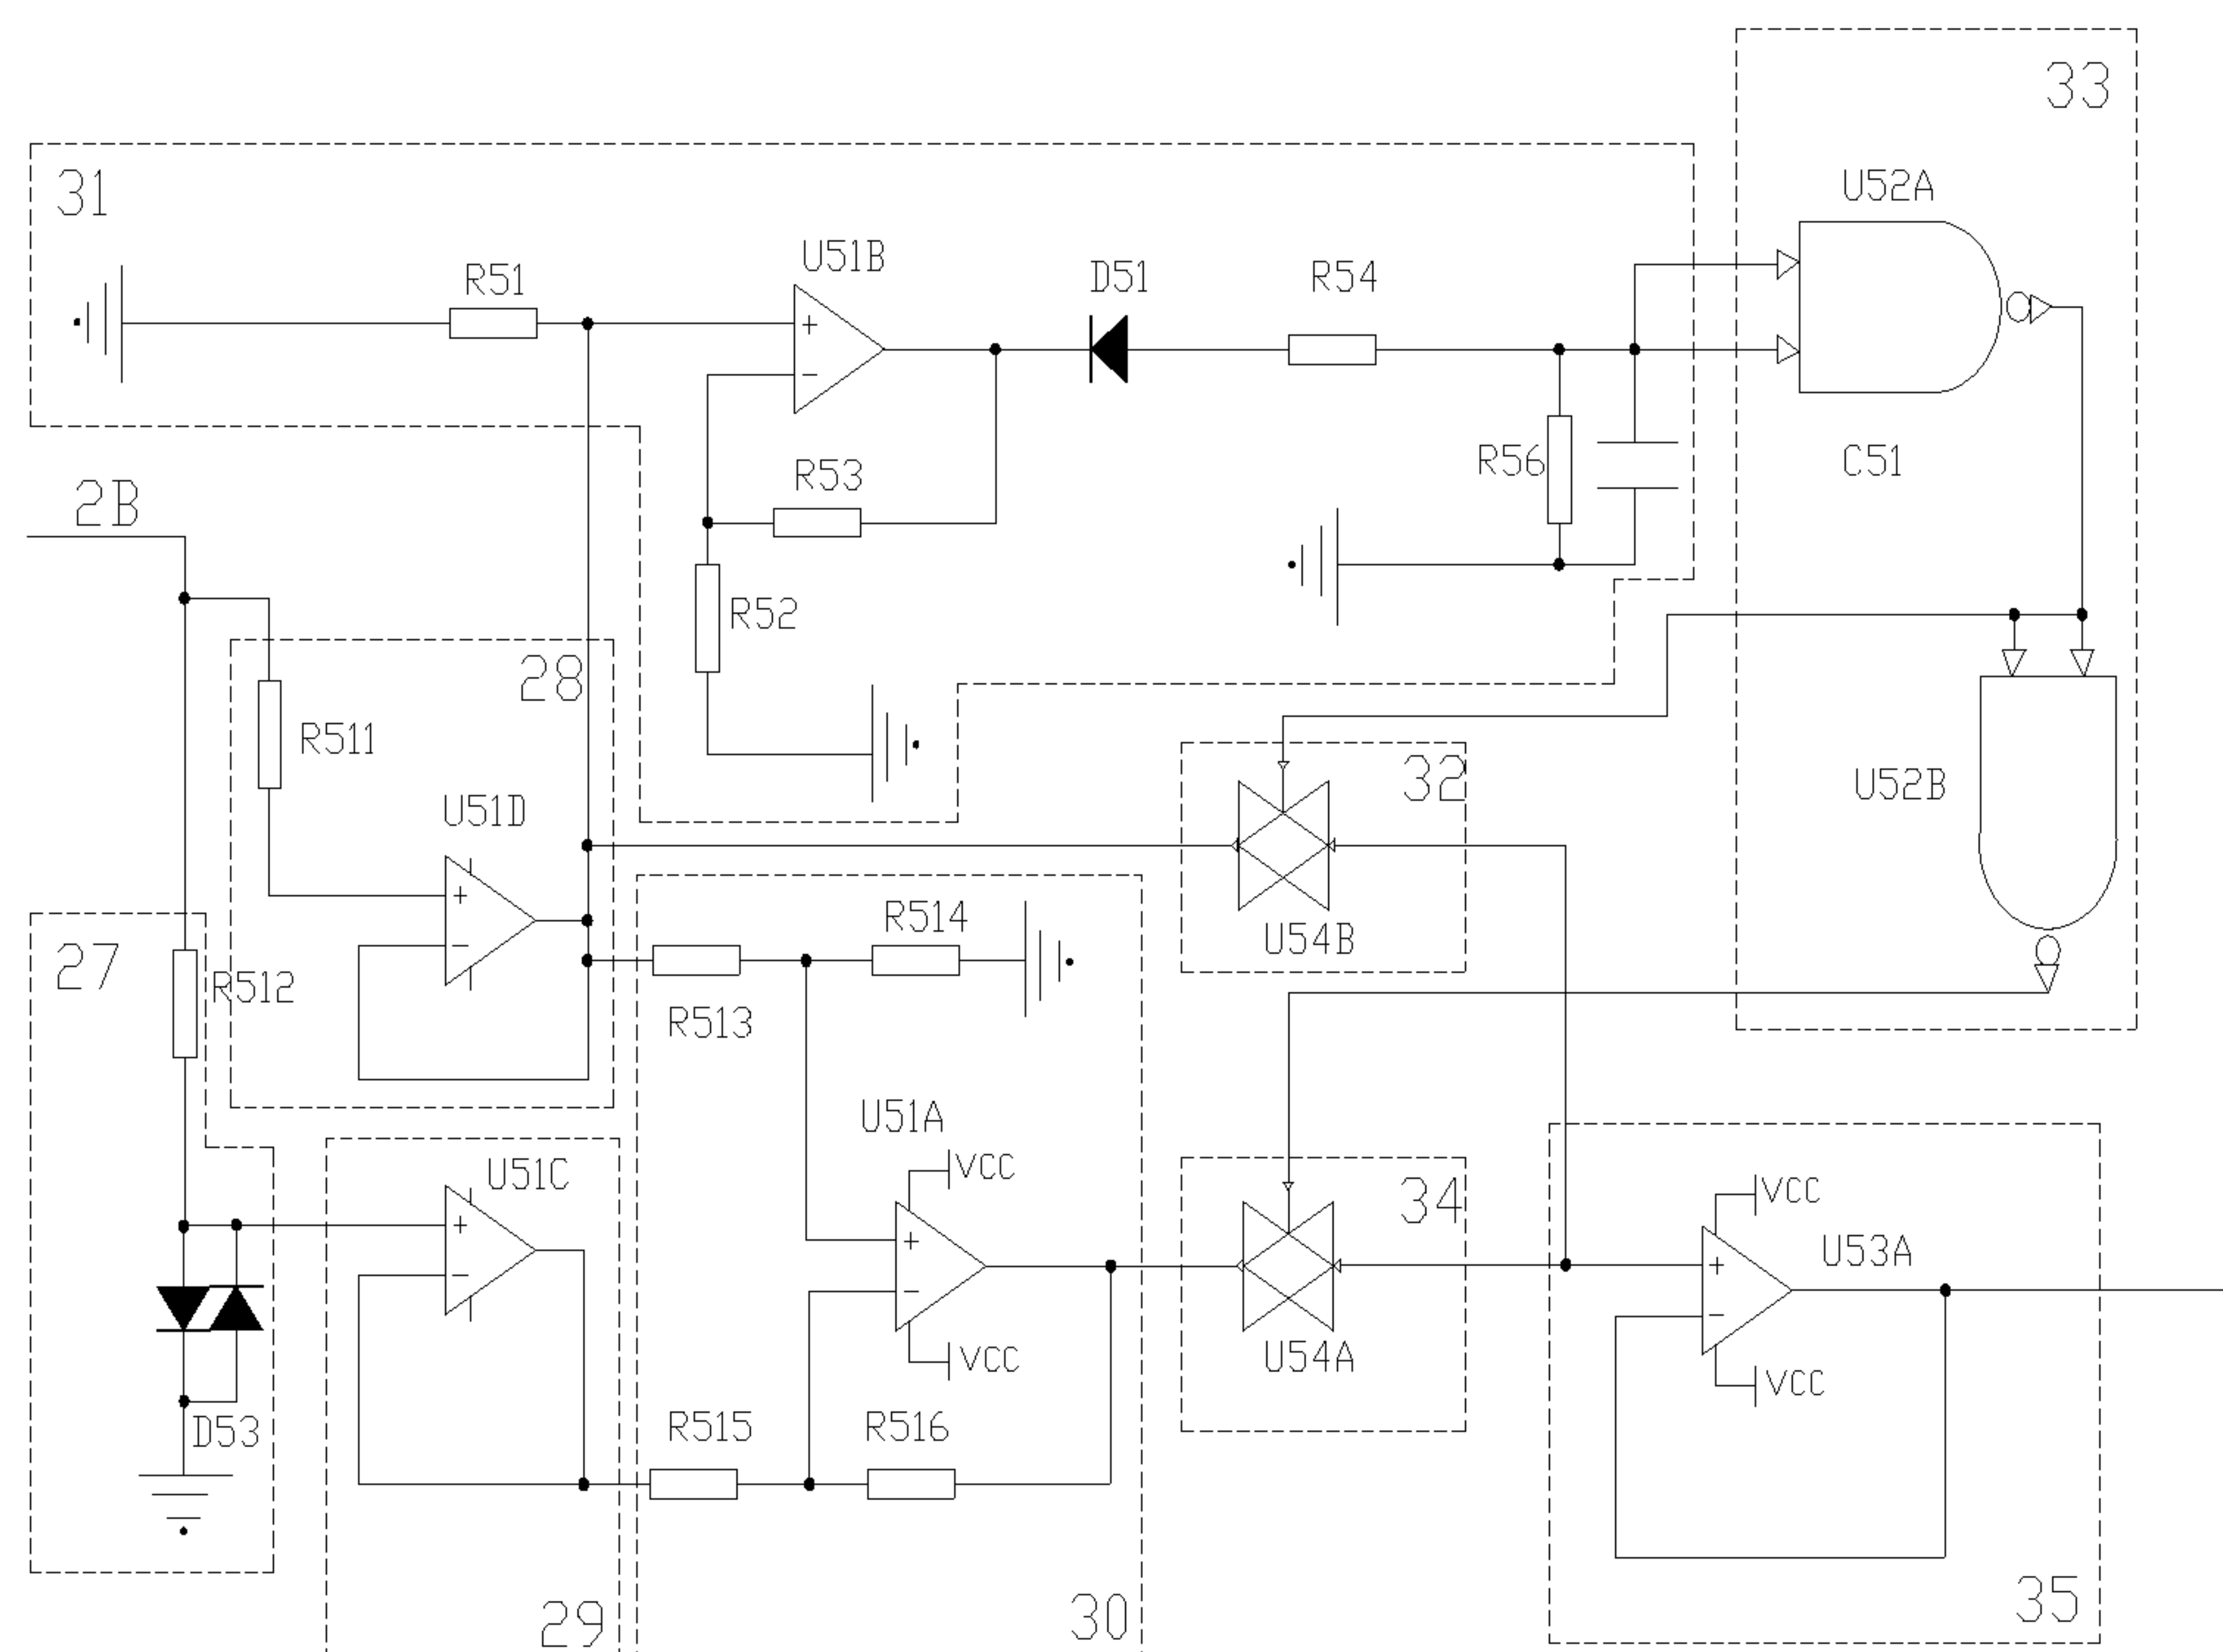 33
U52A
31
U51B
R51
D51
R54
R53
R56
C51
2B
R52
28
R511
32
U52B
U51D
R514
U54B
27
R512
R513
U51A
VCC
U51C
34
VCC
U53A
VCC
U54A
VCC
D53
R515
R516
29
30
35
+
−
+
−
+
−
+
−
+
−